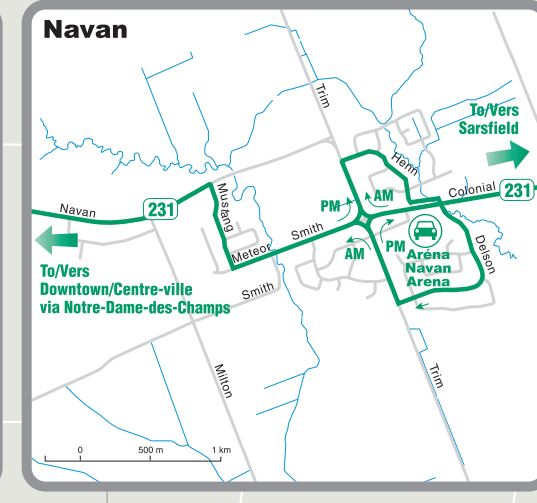 Navan
Trim
To/Vers
Sarsfield
Henn
Navan
231
Mustang
PM
AM
Colonial
231
Smith
Meteor
AM
PM
Aréna
Navan
Arena
Delson
To/Vers
Downtown/Centre-ville
via Notre-Dame-des-Champs
Smith
Milton
Trim
0 500 m 1 km